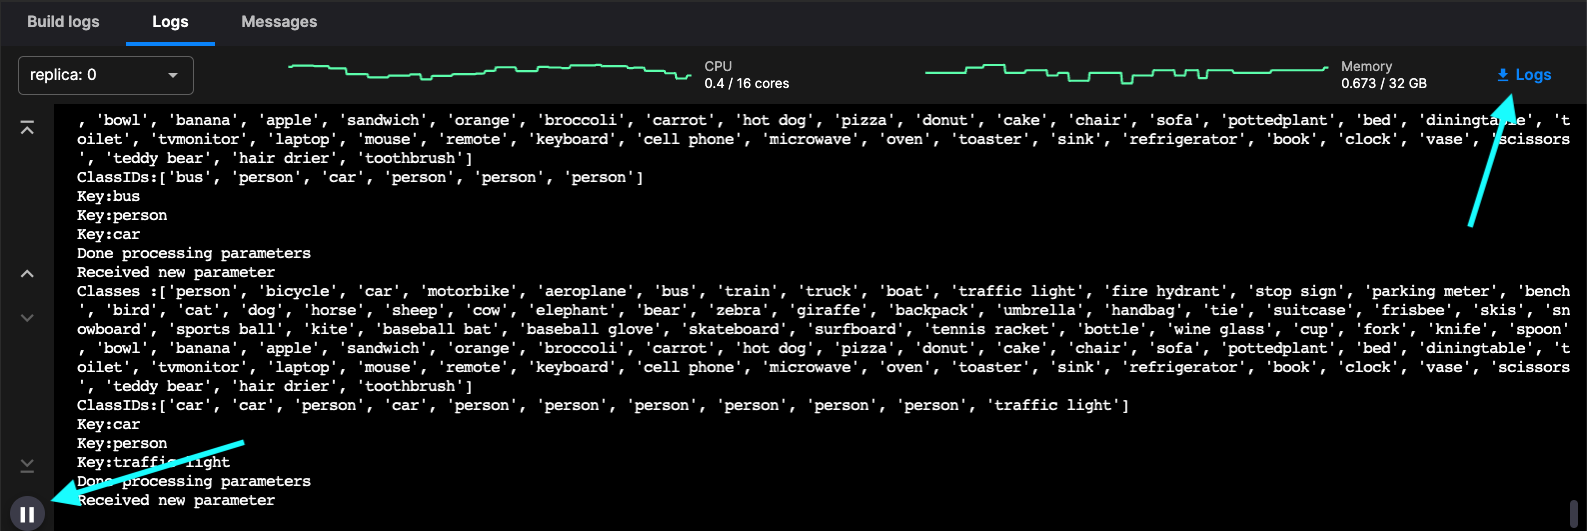 Build logs
Logs
Messages
replica: 0
CPU
0.4 / 16 cores
Memory
0.673 / 32 GB
Logs
, 'bowl', 'banana', 'apple', 'sandwich', 'orange', 'broccoli', 'carrot', 'hot dog', 'pizza', 'donut', 'cake', 'chair', 'sofa', 'pottedplant', 'bed', 'diningtable', 't
oilet', 'tvmonitor', 'laptop', 'mouse', 'remote', 'keyboard', 'cell phone', 'microwave', 'oven', 'toaster', 'sink', 'refrigerator', 'book', 'clock', 'vase', 'scissors
', 'teddy bear', 'hair drier', 'toothbrush']
ClassIDs:['bus', 'person', 'car', 'person', 'person', 'person']
Key:bus
Key:person
Key:car
Done processing parameters
Received new parameter
Classes :['person', 'bicycle', 'car', 'motorbike', 'aeroplane', 'bus', 'train', 'truck', 'boat', 'traffic light', 'fire hydrant', 'stop sign', 'parking meter', 'bench
', 'bird', 'cat', 'dog', 'horse', 'sheep', 'cow', 'elephant', 'bear', 'zebra', 'giraffe', 'backpack', 'umbrella', 'handbag', 'tie', 'suitcase', 'frisbee', 'skis', 'sn
owboard', 'sports ball', 'kite', 'baseball bat', 'baseball glove', 'skateboard', 'surfboard', 'tennis racket', 'bottle', 'wine glass', 'cup', 'fork', 'knife', 'spoon'
, 'bowl', 'banana', 'apple', 'sandwich', 'orange', 'broccoli', 'carrot', 'hot dog', 'pizza', 'donut', 'cake', 'chair', 'sofa', 'pottedplant', 'bed', 'diningtable', 't
oilet', 'tvmonitor', 'laptop', 'mouse', 'remote', 'keyboard', 'cell phone', 'microwave', 'oven', 'toaster', 'sink', 'refrigerator', 'book', 'clock', 'vase', 'scissors
', 'teddy bear', 'hair drier', 'toothbrush']
ClassIDs:['car', 'car', 'person', 'car', 'person', 'person', 'person', 'person', 'person', 'person', 'traffic light']
Key:car
Key:person
Key:traffic light
Done processing parameters
Received new parameter